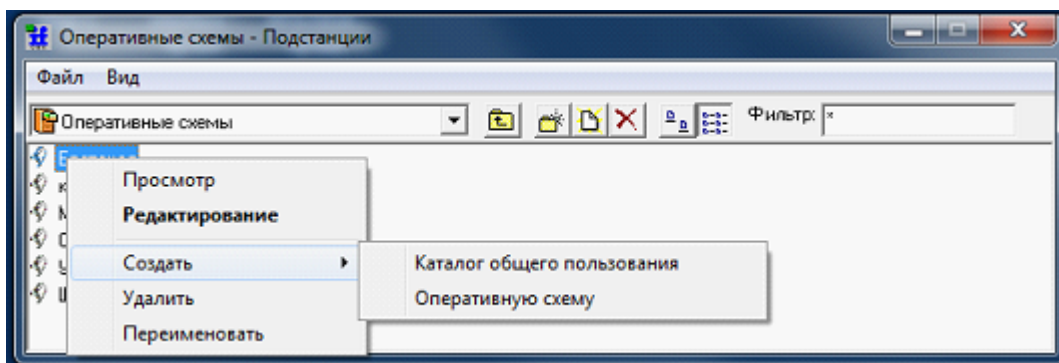 Оперативные схемы - Подстанции
Файл Вид
Оперативные схемы Фильтр: *
Просмотр
Редактирование
Создать
Каталог общего пользования
Удалить
Оперативную схему
Переименовать